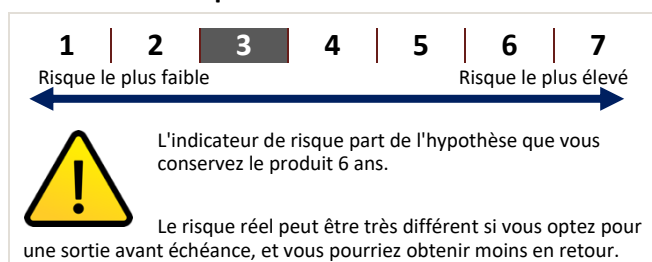 1 2 3 4 5 6 7
Risque le plus faible Risque le plus élevé
L'indicateur de risque part de l'hypothèse que vous
conservez le produit 6 ans.
Le risque réel peut être très différent si vous optez pour
une sortie avant échéance, et vous pourriez obtenir moins en retour.